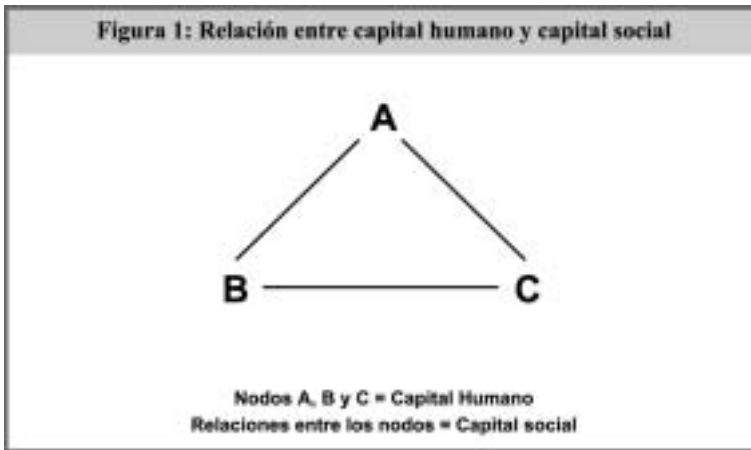 Figura 1: Relación entre capital humano y capital social
A
B C
Nodos A, B y C = Capital Humano
Relaciones entre los nodos = Capital social